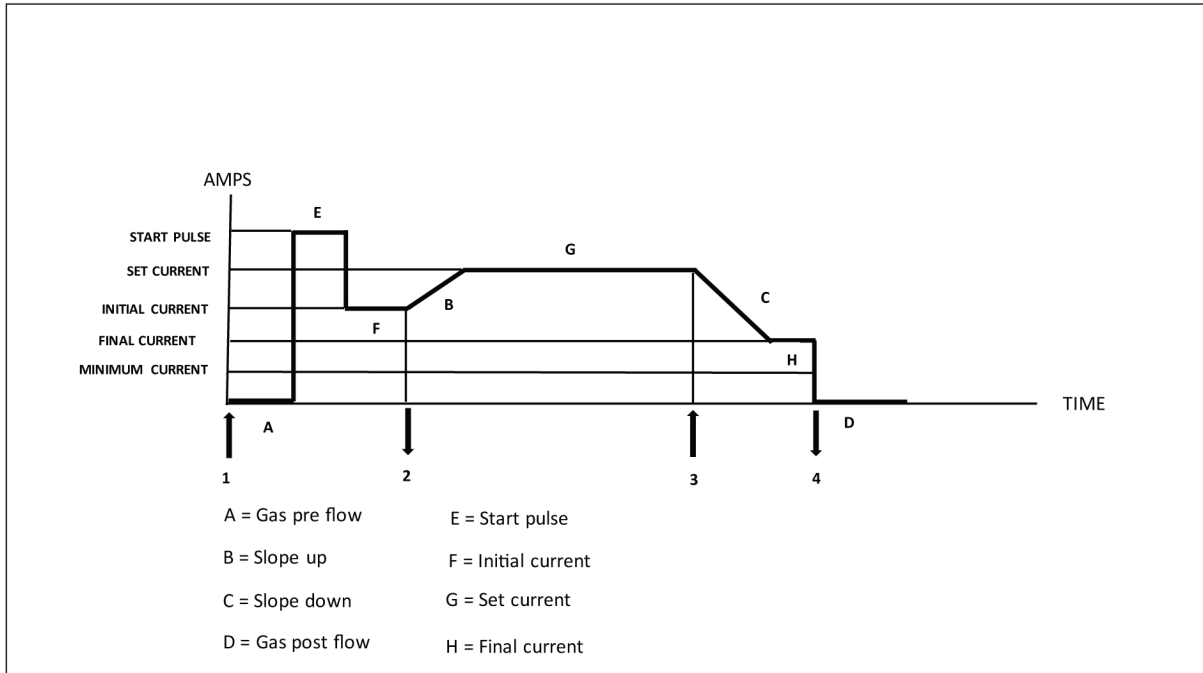 AMPS
E
START PULSE
G
SET CURRENT
C
B
INITIAL CURRENT
F
FINAL CURRENT
H
MINIMUM CURRENT
TIME
A
D
1
2
3
4
A = Gas pre flow
E = Start pulse
B = Slope up
F = Initial current
C = Slope down
G = Set current
D = Gas post flow
H = Final current